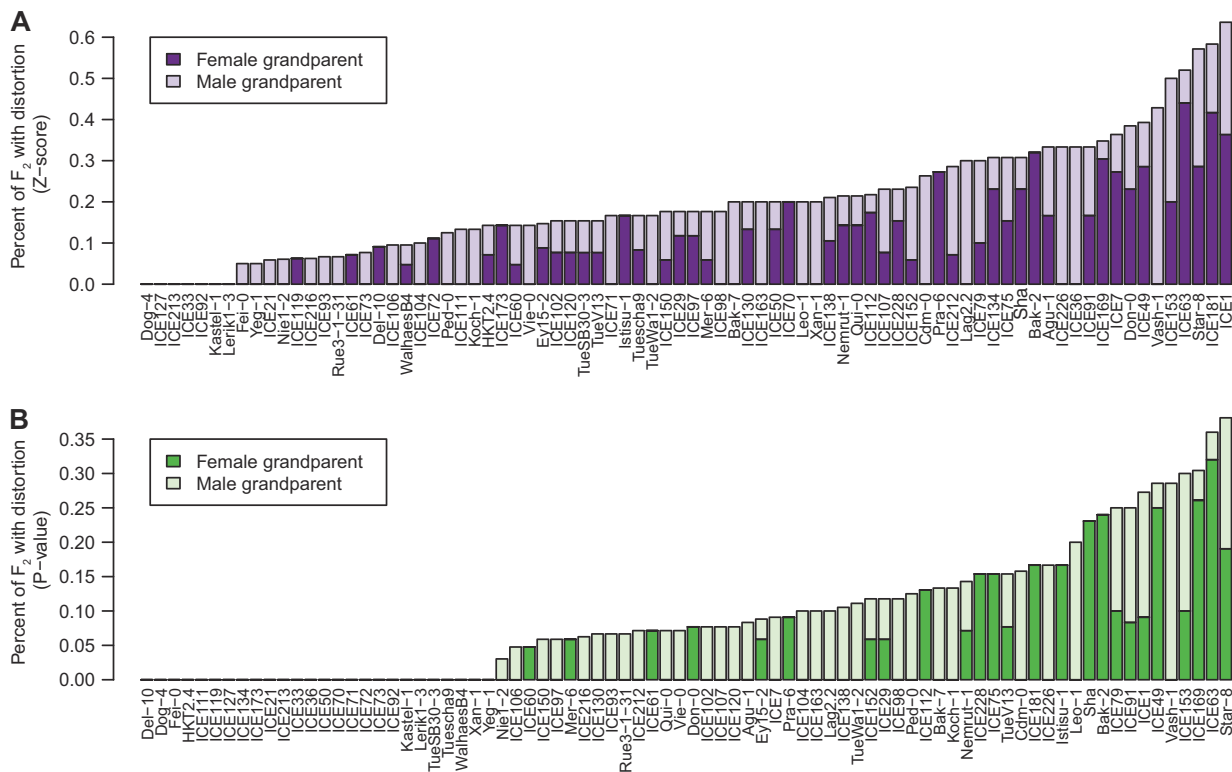 A
Percent of F2 with distortion
(Z−score)
0.6
0.5
0.4
0.3
0.2
0.1
0.0
Female grandparent
Male grandparent
Dog−4
ICE127
ICE213
ICE33
ICE92
Kastel−1
Lerik1−3
Fei−0
Yeg−1
ICE21
Nie1−2
ICE119
ICE216
ICE93
Rue3−1−31
ICE61
ICE73
Del−10
ICE106
WalhaesB4
ICE104
ICE72
Ped−0
ICE111
Koch−1
HKT2.4
ICE173
ICE60
Vie−0
Ey15−2
ICE102
ICE120
TueSB30−3
TueV13
ICE71
Istisu−1
Tuescha9
TueWa1−2
ICE150
ICE29
ICE97
Mer−6
ICE98
Bak−7
ICE130
ICE163
ICE50
ICE70
Leo−1
Xan−1
ICE138
Nemrut−1
Qui−0
ICE112
ICE107
ICE228
ICE152
Cdm−0
Pra−6
ICE212
Lag2.2
ICE79
ICE134
ICE75
Sha
Bak−2
Agu−1
ICE226
ICE36
ICE91
ICE169
ICE7
Don−0
ICE49
Vash−1
ICE153
ICE63
Star−8
ICE181
ICE1
B
Percent of F2 with distortion
(P−value)
0.35
0.30
0.25
0.20
0.15
0.10
0.05
0.00
Female grandparent
Male grandparent
Del−10
Dog−4
Fei−0
HKT2.4
ICE111
ICE119
ICE127
ICE134
ICE173
ICE21
ICE213
ICE33
ICE36
ICE50
ICE70
ICE71
ICE72
ICE73
ICE92
Kastel−1
Lerik1−3
TueSB30−3
Tuescha9
WalhaesB4
Xan−1
Yeg−1
Nie1−2
ICE106
ICE60
ICE150
ICE97
Mer−6
ICE216
ICE130
ICE93
Rue3−1−31
ICE212
ICE61
Qui−0
Vie−0
Don−0
ICE102
ICE107
ICE120
Agu−1
Ey15−2
ICE7
Pra−6
ICE104
ICE163
Lag2.2
ICE138
TueWa1−2
ICE152
ICE29
ICE98
Ped−0
ICE112
Bak−7
Koch−1
Nemrut−1
ICE228
ICE75
TueV13
Cdm−0
ICE181
ICE226
Istisu−1
Leo−1
Sha
Bak−2
ICE79
ICE91
ICE1
ICE49
Vash−1
ICE153
ICE169
ICE63
Star−8